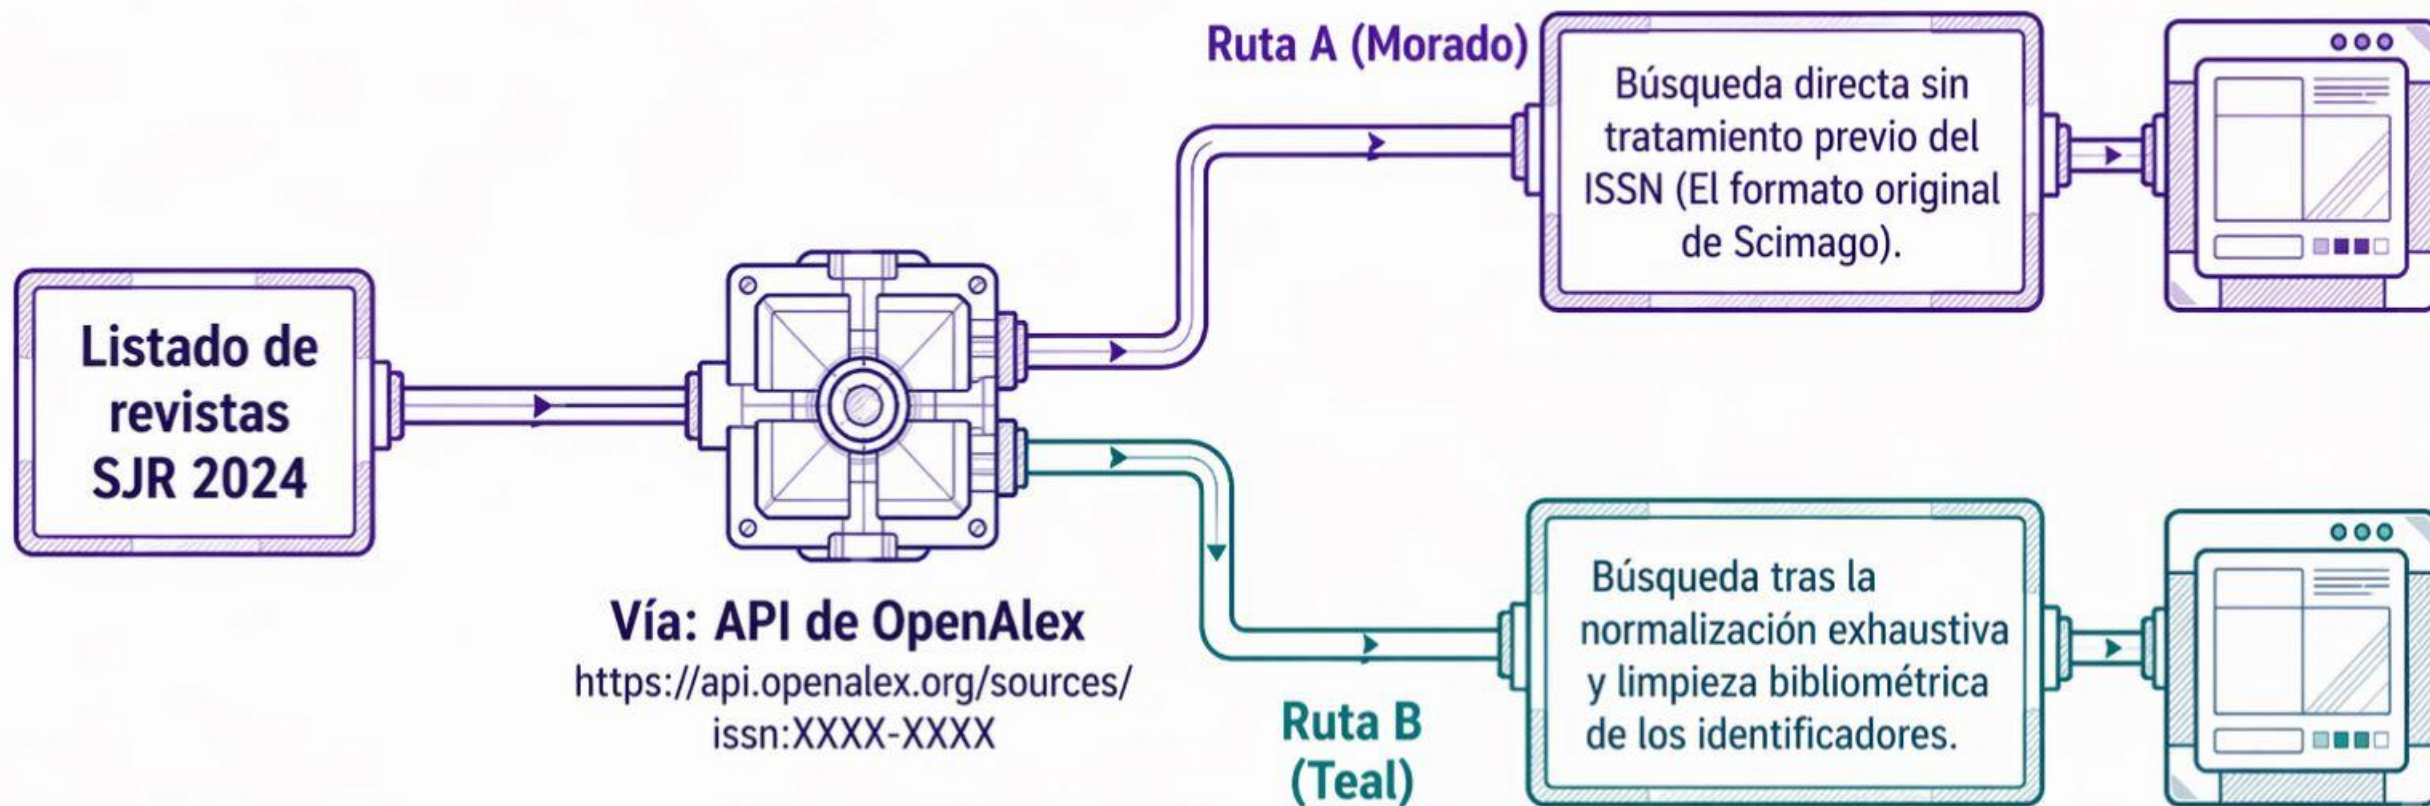 Ruta A (Morado)
Búsqueda directa sin
tratamiento previo del
ISSN (El formato original
de Scimago).
Listado de
revistas
SJR 2024
Vía: API de OpenAlex
https://api.openalex.org/sources/
issn:XXXX-XXXX
Ruta B
(Teal)
Búsqueda tras la
normalización exhaustiva
y limpieza bibliométrica
de los identificadores.